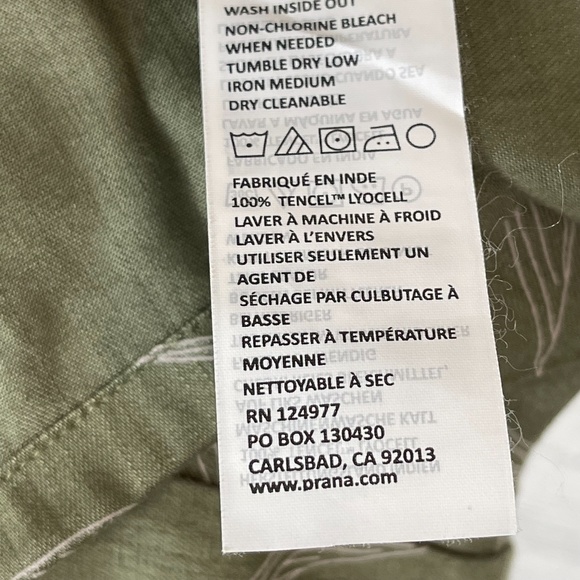 WASH INSIDE OUT
NON-CHLORINE BLEACH
WHEN NEEDED
TUMBLE DRY LOW
IRON MEDIUM
DRY CLEANABLE
FABRIQUÉ EN INDE
100% TENCEL™ LYOCELL
LAVER À MACHINE À FROID
LAVER À L'ENVERS
UTILISER SEULEMENT UN
AGENT DE
SÉCHAGE PAR CULBUTAGE À
BASSE
REPASSER À TEMPÉRATURE
MOYENNE
NETTOYABLE À SEC
RN 124977
PO BOX 130430
CARLSBAD, CA 92013
www.prana.com